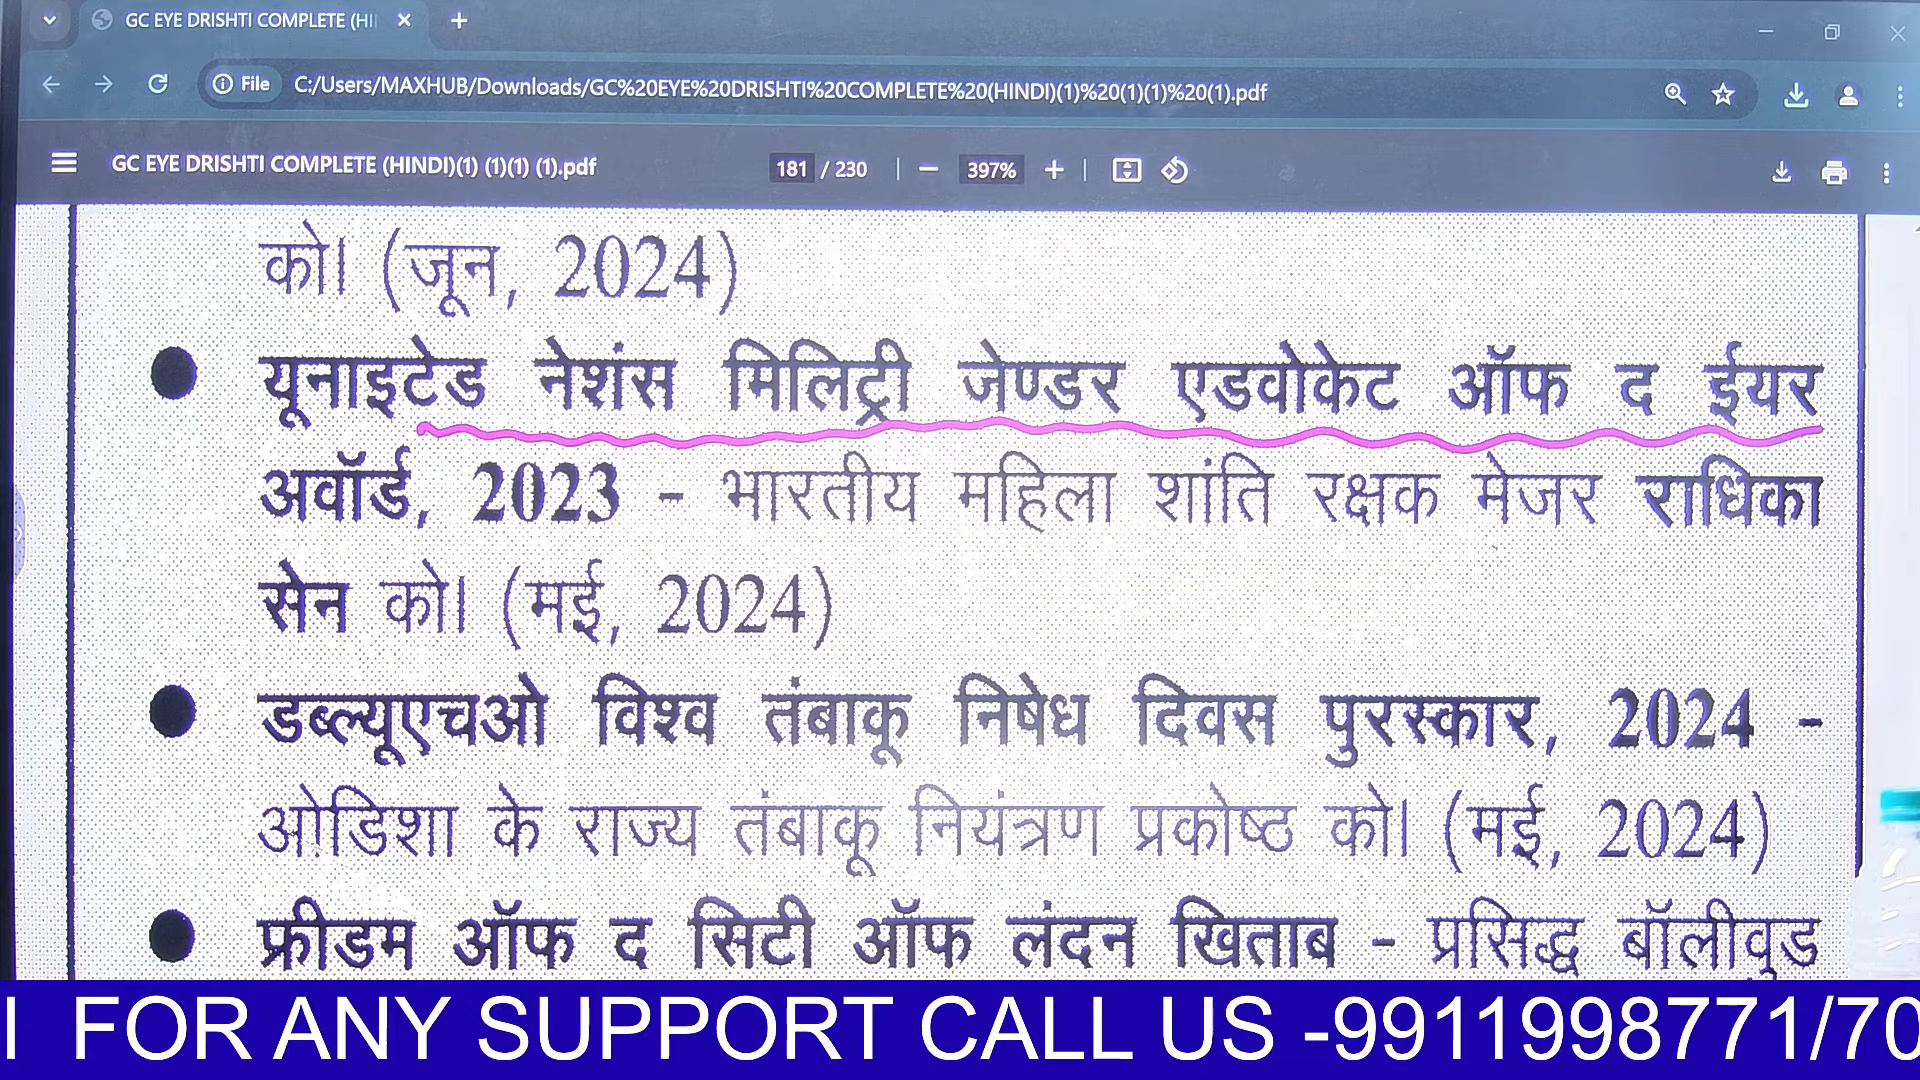 GC EYE DRISHTI COMPLETE (HI
File C:/Users/MAXHUB/Downloads/GC%20EYE%20DRISHTI%20COMPLETE%20(HINDI)(1)%20(1)(1)%20(1).pdf
GC EYE DRISHTI COMPLETE (HINDI)(1) (1)(1) (1).pdf 181 / 230 397%
को। (जून, 2024)
● यूनाइटेड नेशंस मिलिट्री जेण्डर एडवोकेट ऑफ द ईयर
अवॉर्ड, 2023 - भारतीय महिला शांति रक्षक मेजर राधिका
सेन को। (मई, 2024)
● डब्ल्यूएचओ विश्व तंबाकू निषेध दिवस पुरस्कार, 2024 -
ओडिशा के राज्य तंबाकू नियंत्रण प्रकोष्ठ को। (मई, 2024)
● फ्रीडम ऑफ द सिटी ऑफ लंदन खिताब - प्रसिद्ध बॉलीवुड
I FOR ANY SUPPORT CALL US -9911998771/70